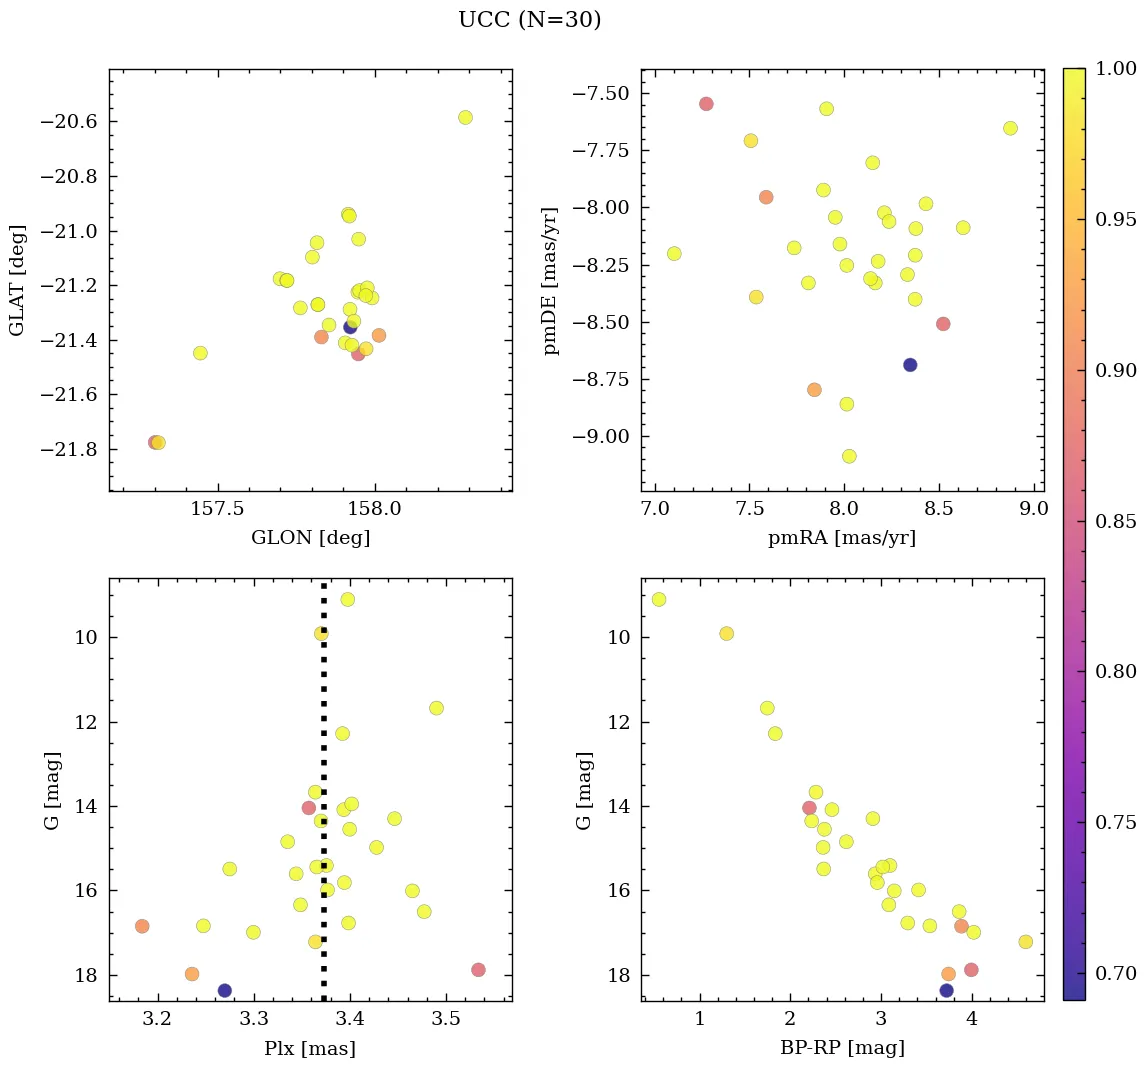 UCC (N=30)
−20.6
−20.8
−21.0
−21.2
−21.4
−21.6
−21.8
GLAT [deg]
157.5 158.0
GLON [deg]
−7.50
−7.75
−8.00
−8.25
−8.50
−8.75
−9.00
pmDE [mas/yr]
7.0 7.5 8.0 8.5 9.0
pmRA [mas/yr]
1.00
0.95
0.90
0.85
0.80
0.75
0.70
10
12
14
16
18
G [mag]
3.2 3.3 3.4 3.5
Plx [mas]
10
12
14
16
18
G [mag]
1 2 3 4
BP-RP [mag]